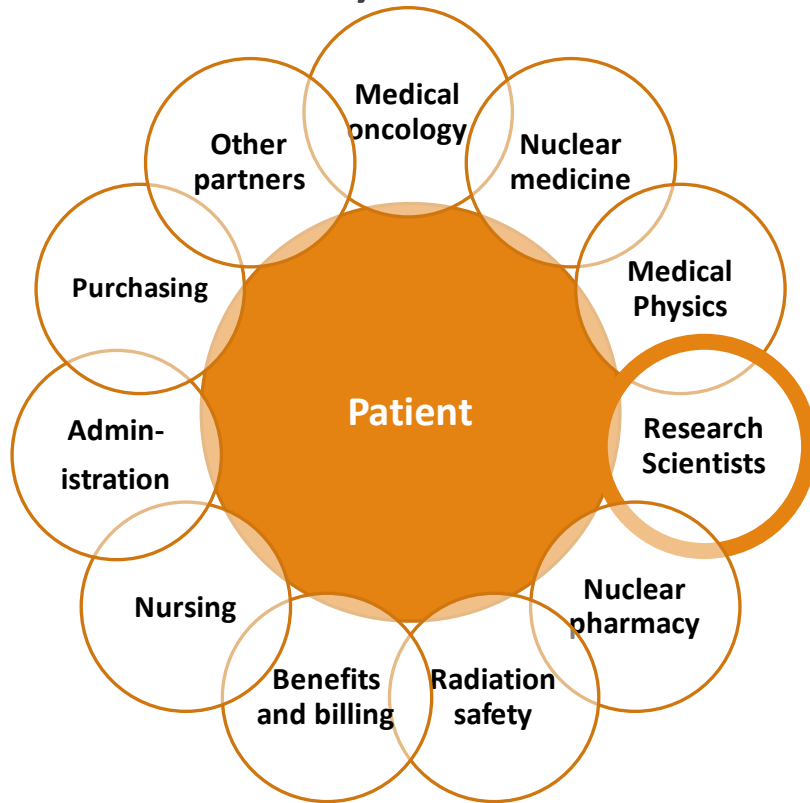 Medical
oncology
Nuclear
medicine
Medical
Physics
Research
Scientists
Nuclear
pharmacy
Radiation
safety
Benefits
and billing
Nursing
Admin-
istration
Purchasing
Other
partners
Patient